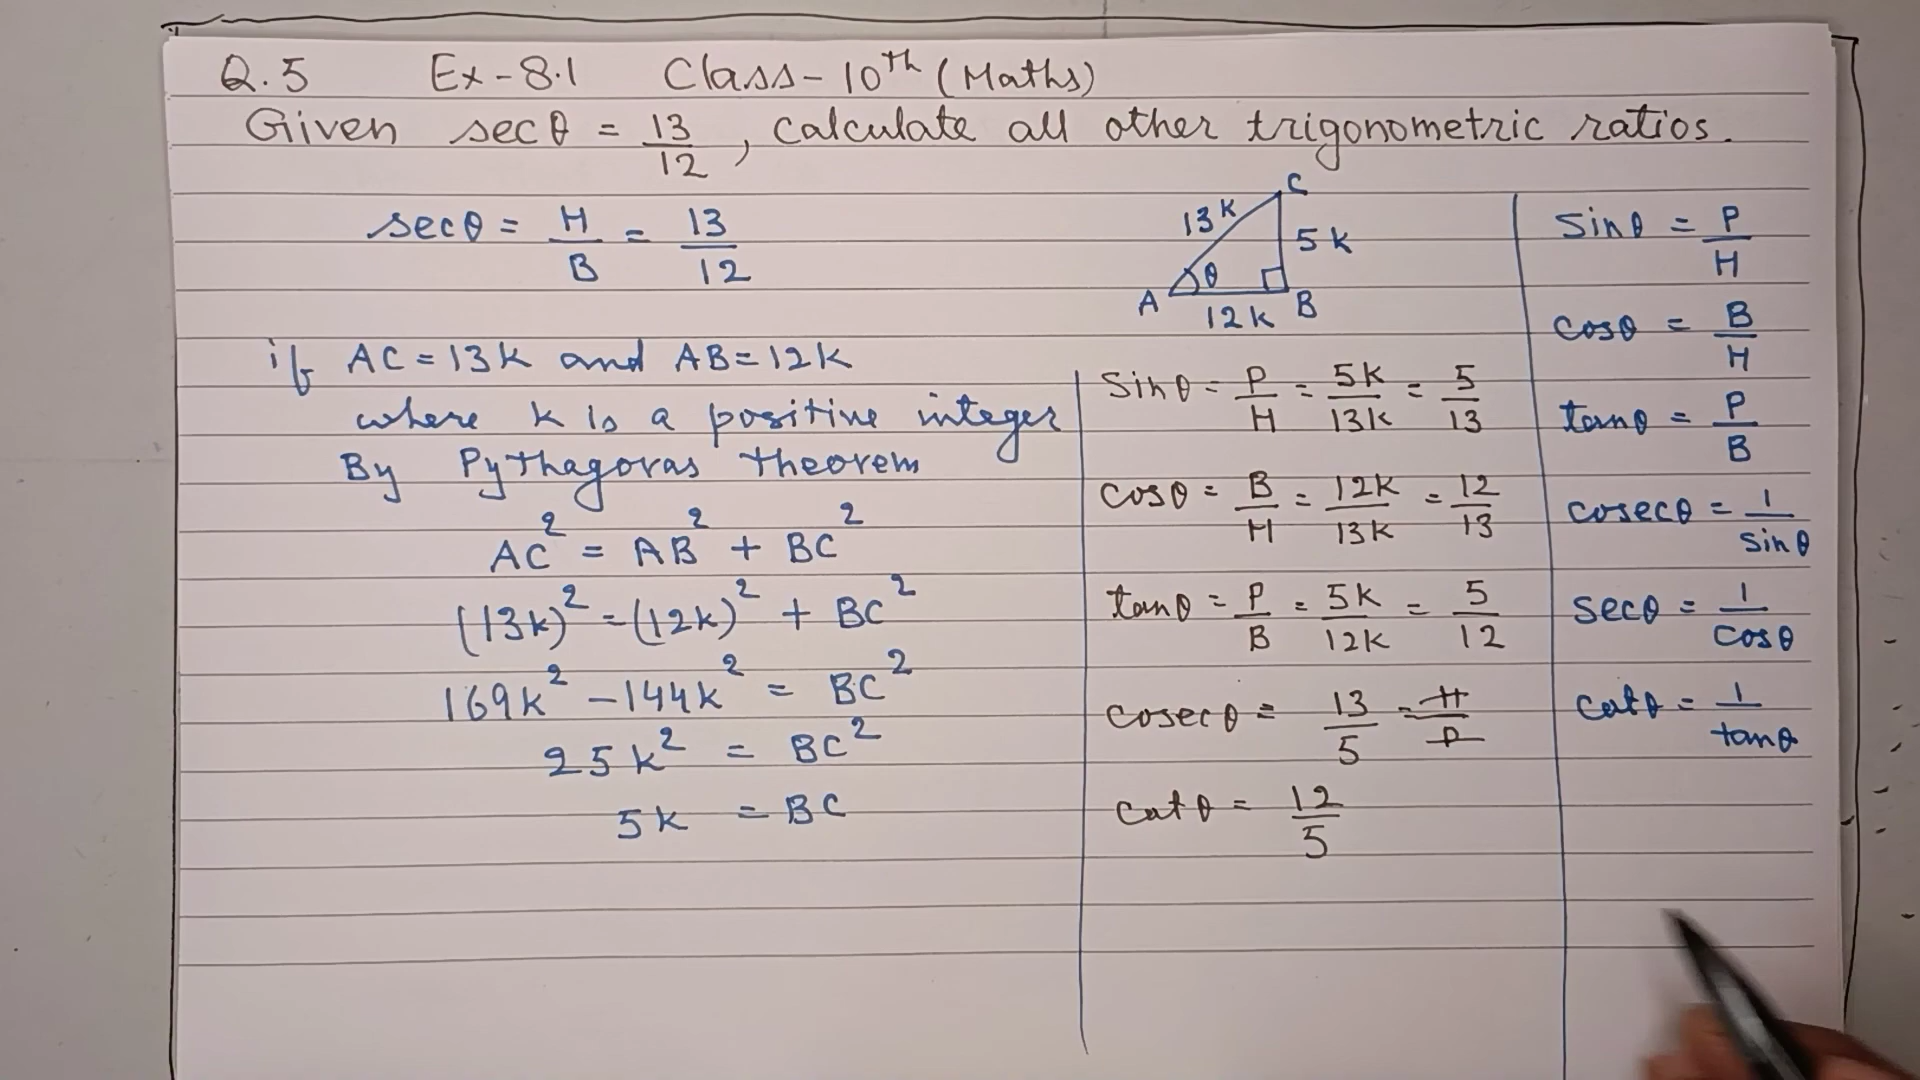 Q.5 Ex-8.1 Class-10th (Maths)
Given secθ = 13/12, calculate all other trigonometric ratios.
secθ = H/B = 13/12
if AC=13k and AB=12k
where k is a positive integer
By Pythagoras theorem
AC² = AB² + BC²
(13k)² = (12k)² + BC²
169k² - 144k² = BC²
25k² = BC²
5k = BC
C
13k
5k
θ
A
12k B
Sinθ = P/H = 5k/13k = 5/13
cosθ = B/H = 12k/13k = 12/13
tanθ = P/B = 5k/12k = 5/12
cosecθ = 13/5 = H/P
catθ = 12/5
Sinθ = P/H
cosθ = B/H
tanθ = P/B
cosecθ = 1/sinθ
secθ = 1/cosθ
catθ = 1/tanθ